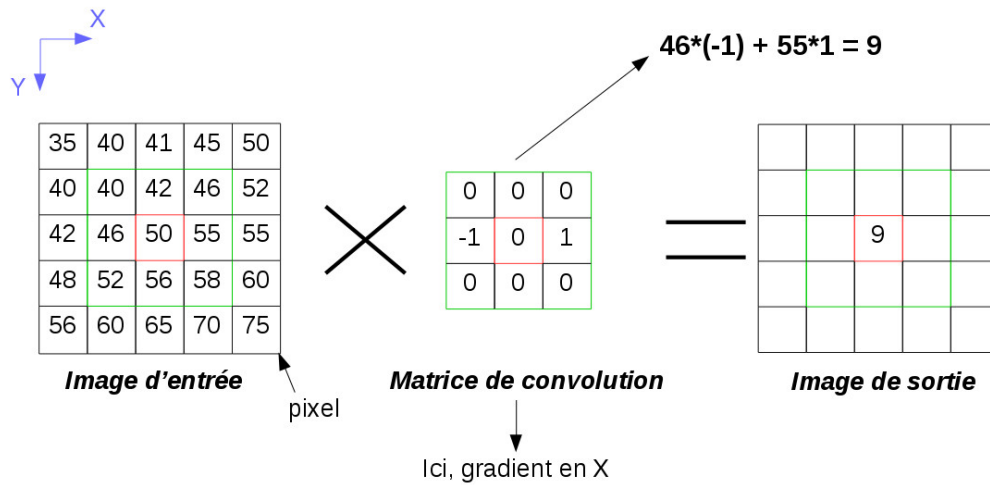 X
46*(-1) + 55*1 = 9
Y
35 40 41 45 50
40 40 42 46 52
42 46 50 55 55
48 52 56 58 60
56 60 65 70 75
0 0 0
-1 0 1
0 0 0
9
Image d'entrée
Matrice de convolution
Image de sortie
pixel
Ici, gradient en X